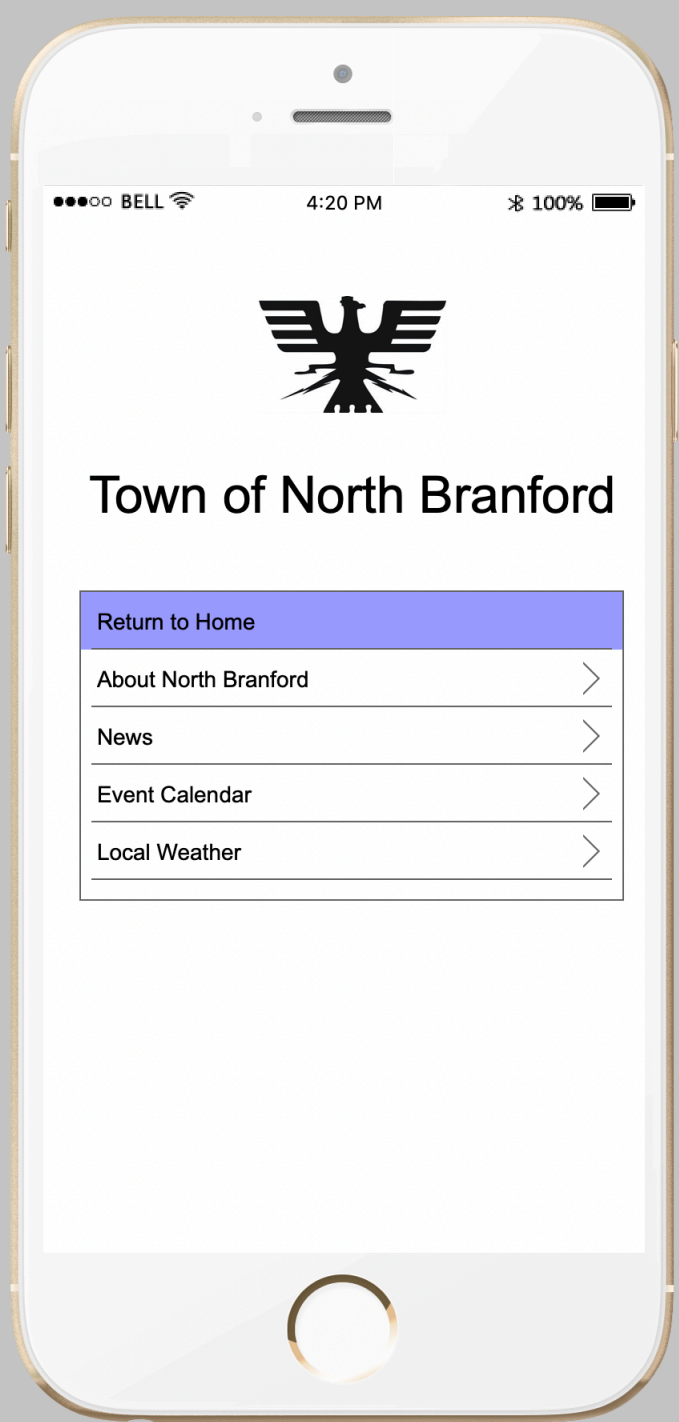 BELL 4:20 PM 100%
Town of North Branford
Return to Home
About North Branford
News
Event Calendar
Local Weather